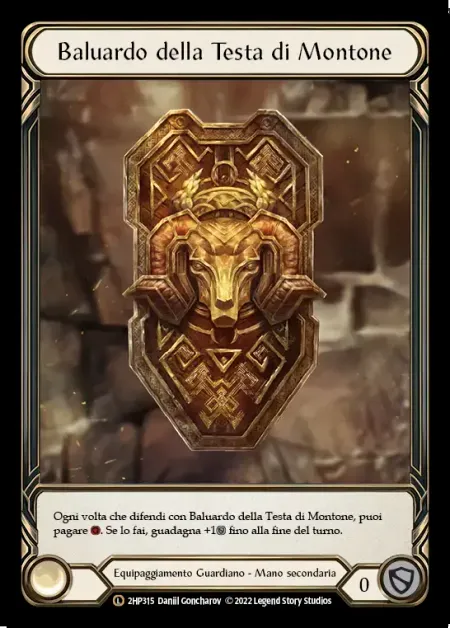 Baluardo della Testa di Montone
Ogni volta che difendi con Baluardo della Testa di Montone, puoi
pagare. Se lo fai, guadagna +1 fino alla fine del turno.
Equipaggiamento Guardiano - Mano secondaria
0
L 2HP315 Daniil Goncharov ©2022 Legend Story Studios